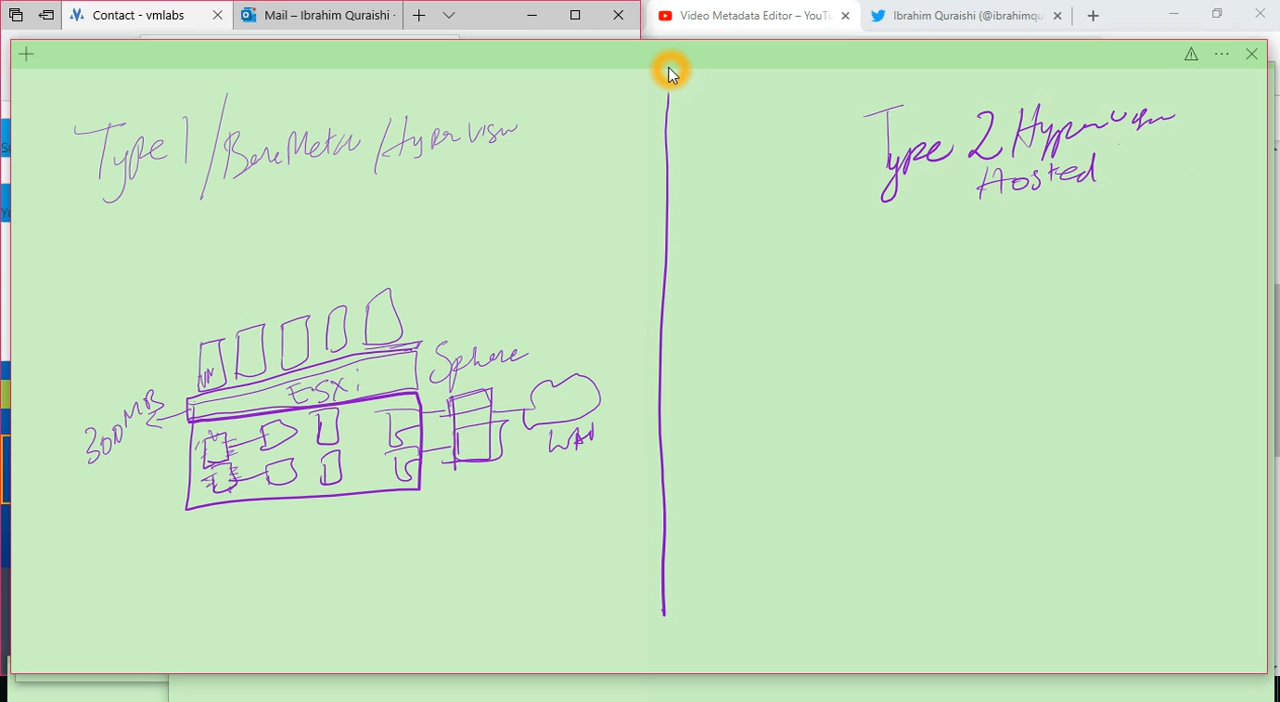 Contact - vmlabs
Mail – Ibrahim Quraishi -
Video Metadata Editor – YouTu
Ibrahim Quraishi (@ibrahimqu
Type 1 / BareMetal / Hypervisor
Type 2 Hypervisor
Hosted
VM
ESXi
Sphere
300MB
WAN